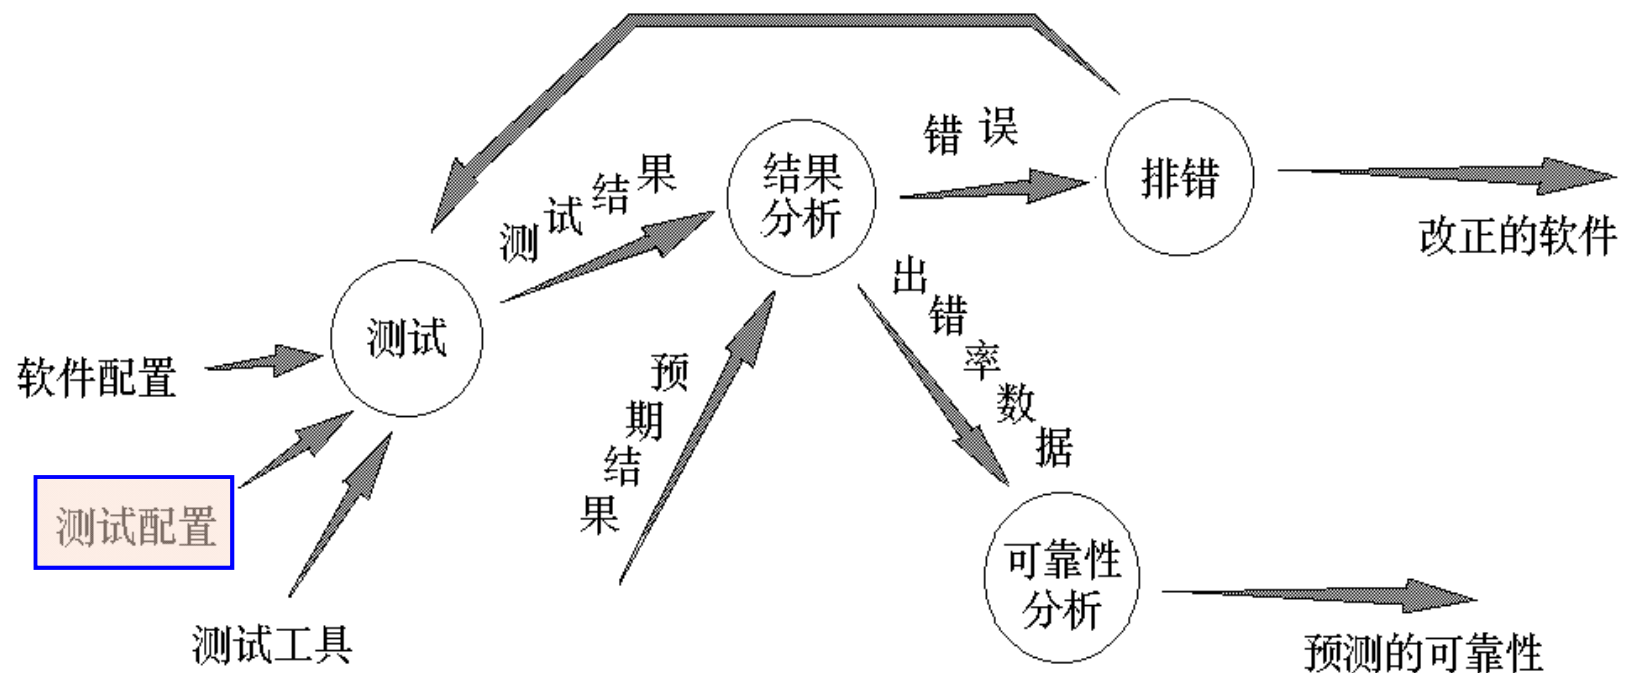 错误
测试结果
结果
分析
排错
改正的软件
出错率数据
测试
软件配置
预期结果
测试配置
可靠性
分析
测试工具
预测的可靠性